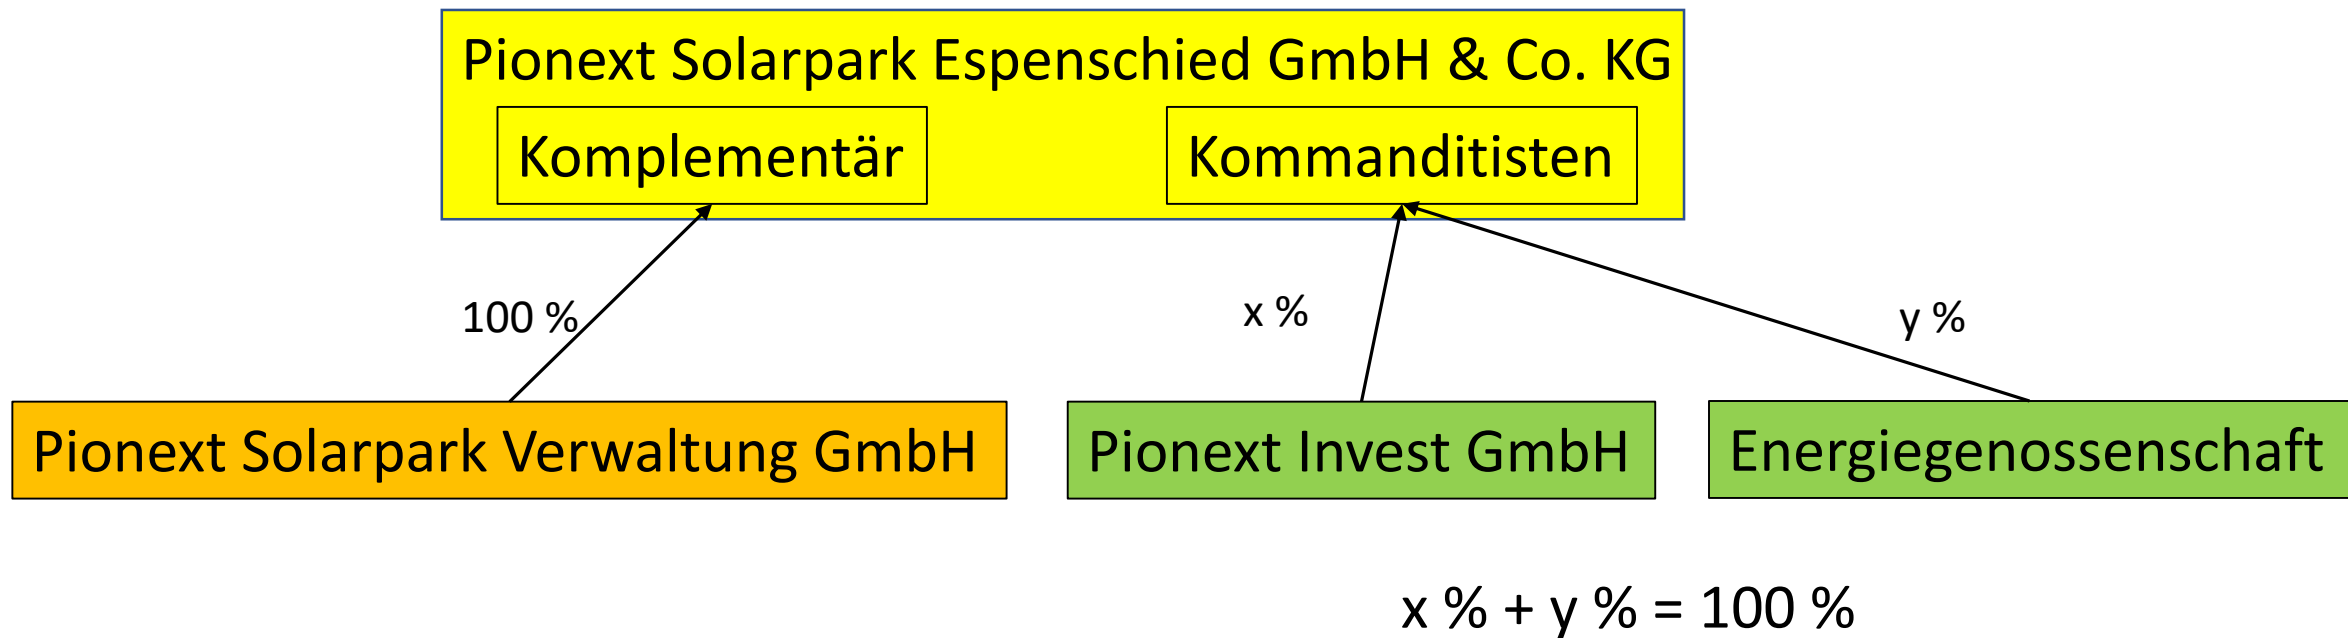 Pionext Solarpark Espenschied GmbH & Co. KG
Komplementär
Kommanditisten
100 %
x %
y %
Pionext Solarpark Verwaltung GmbH
Pionext Invest GmbH
Energiegenossenschaft
x % + y % = 100 %